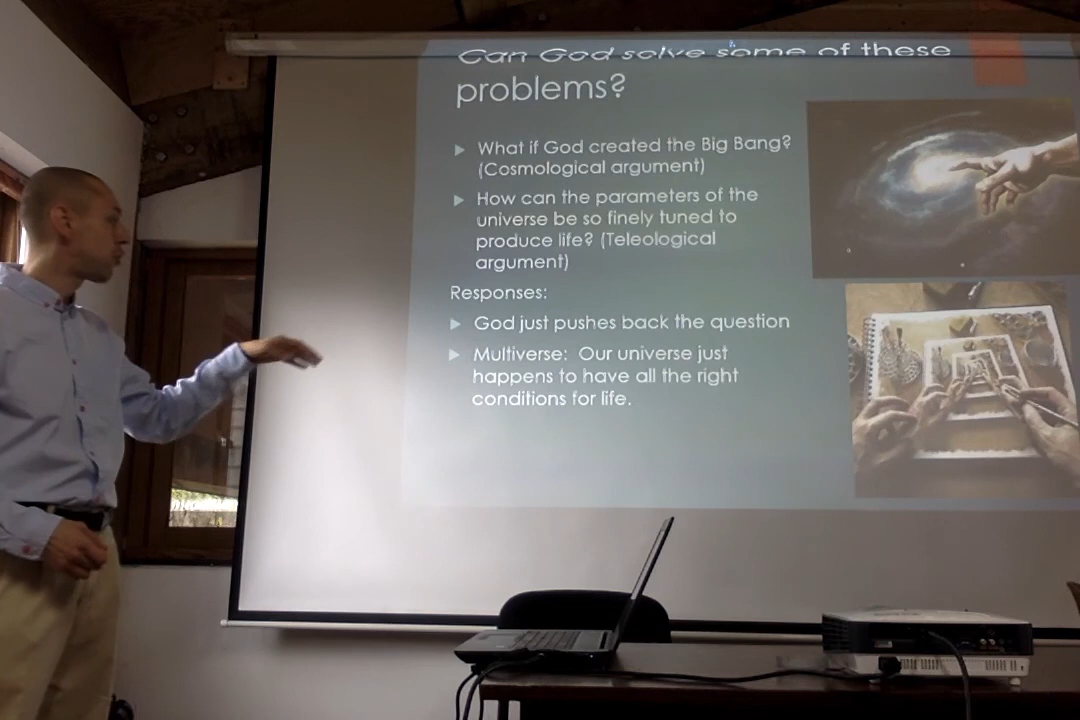 Can God solve some of these
problems?
What if God created the Big Bang?
(Cosmological argument)
How can the parameters of the
universe be so finely tuned to
produce life? (Teleological
argument)
Responses:
God just pushes back the question
Multiverse: Our universe just
happens to have all the right
conditions for life.